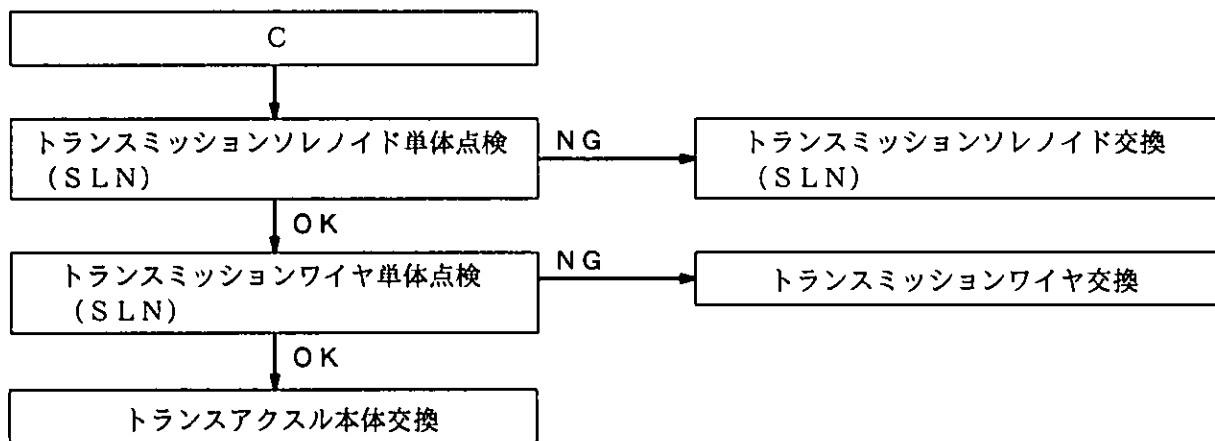 C
トランスミッションソレノイド単体点検
（SLN）
NG
トランスミッションソレノイド交換
（SLN）
OK
トランスミッションワイヤ単体点検
（SLN）
NG
トランスミッションワイヤ交換
OK
トランスアクスル本体交換